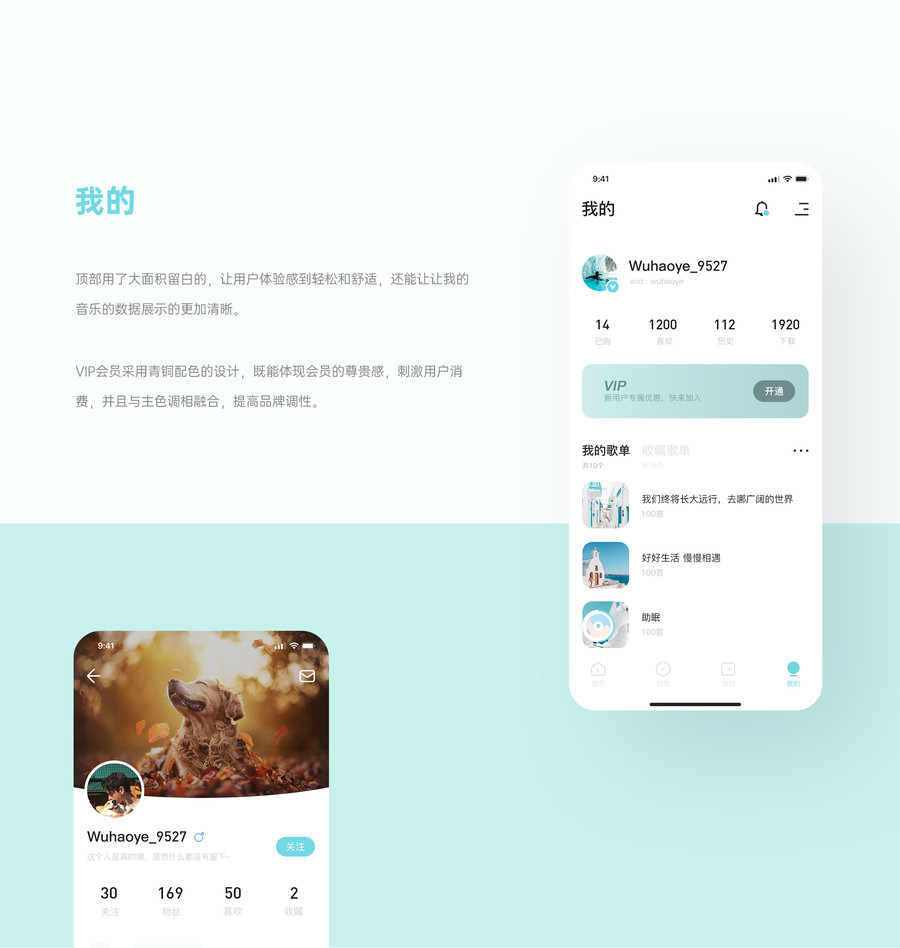 我的
顶部用了大面积留白的，让用户体验感到轻松和舒适，还能让让我的
音乐的数据展示的更加清晰。
VIP会员采用青铜配色的设计，既能体现会员的尊贵感，刺激用户消
费，并且与主色调相融合，提高品牌调性。
9:41
我的
Wuhaoye_9527
wid : wuhaoye
14 1200 112 1920
已购 喜欢 历史 下载
VIP
新用户专属优惠，快来加入
开通
我的歌单 收藏歌单
共10个 共10个
我们终将长大远行，去哪广阔的世界
100首
好好生活 慢慢相遇
100首
助眠
100首
我的
9:41
Wuhaoye_9527
关注
这个人是真的懒，居然什么都没有留下~
30 169 50 2
关注 粉丝 喜欢 收藏